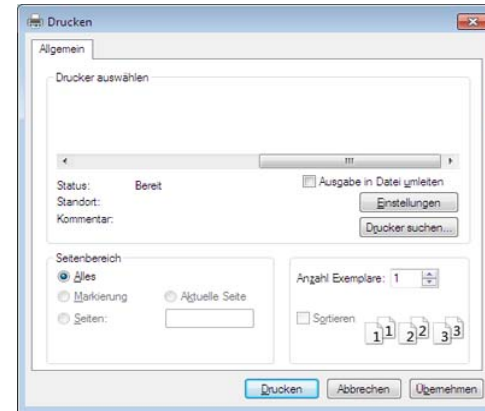 Drucken
Allgemein
Drucker auswählen
Status: Bereit
Standort:
Kommentar:
Ausgabe in Datei umleiten
Einstellungen
Drucker suchen...
Seitenbereich
Alles
Markierung Aktuelle Seite
Seiten:
Anzahl Exemplare: 1
Sortieren
1 1 2 2 3 3
Drucken Abbrechen Übernehmen